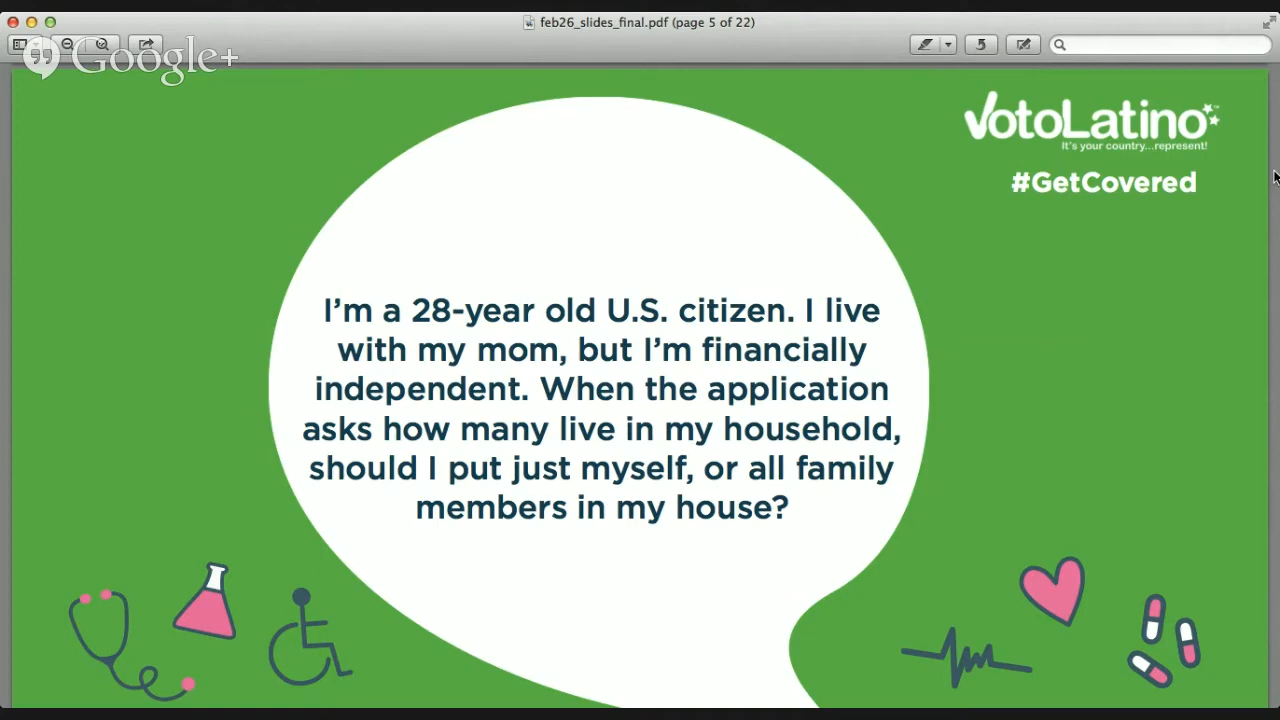 feb26_slides_final.pdf (page 5 of 22)
Google+
VotoLatino™
It's your country...represent!
#GetCovered
I'm a 28-year old U.S. citizen. I live
with my mom, but I'm financially
independent. When the application
asks how many live in my household,
should I put just myself, or all family
members in my house?